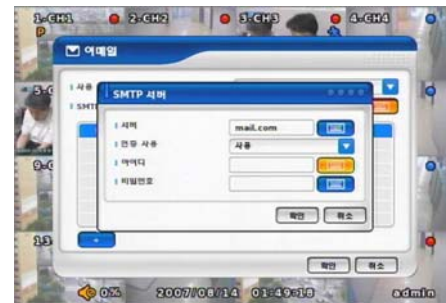 1-CH1 2-CH2 3-CH3 4-CH4
P
이메일
사용
SMTP 서버
서버 mail.com
인증 사용 사용
아이디
비밀번호
확인 취소
확인 취소
0% 2007/08/14 01:49:18 admin